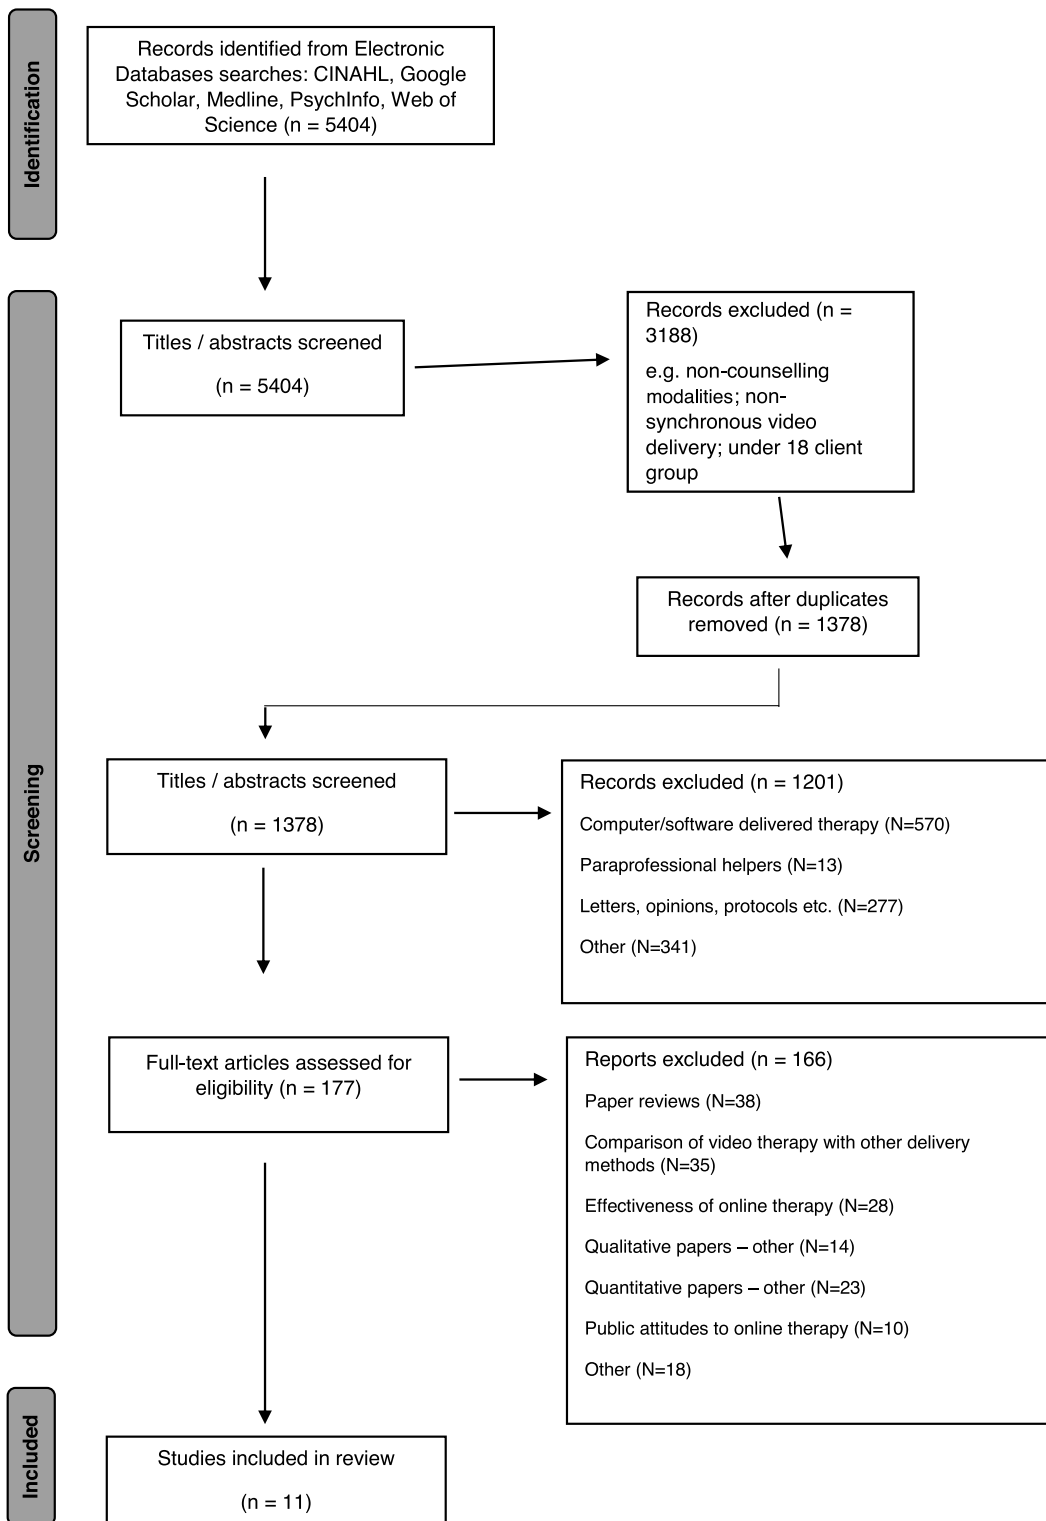 Identification
Records identified from Electronic
Databases searches: CINAHL, Google
Scholar, Medline, PsychInfo, Web of
Science (n = 5404)
Screening
Titles / abstracts screened
(n = 5404)
Records excluded (n =
3188)
e.g. non-counselling
modalities; non-
synchronous video
delivery; under 18 client
group
Records after duplicates
removed (n = 1378)
Titles / abstracts screened
(n = 1378)
Records excluded (n = 1201)
Computer/software delivered therapy (N=570)
Paraprofessional helpers (N=13)
Letters, opinions, protocols etc. (N=277)
Other (N=341)
Full-text articles assessed for
eligibility (n = 177)
Reports excluded (n = 166)
Paper reviews (N=38)
Comparison of video therapy with other delivery
methods (N=35)
Effectiveness of online therapy (N=28)
Qualitative papers – other (N=14)
Quantitative papers – other (N=23)
Public attitudes to online therapy (N=10)
Other (N=18)
Included
Studies included in review
(n = 11)